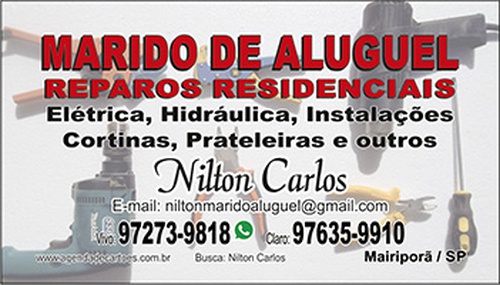 MARIDO DE ALUGUEL
REPAROS RESIDENCIAIS
Elétrica, Hidráulica, Instalações
Cortinas, Prateleiras e outros
Nilton Carlos
E-mail: niltonmaridoaluguel@gmail.com
Vivo: 97273-9818 Claro: 97635-9910
www.agendadecartoes.com.br Busca: Nilton Carlos Mairiporã / SP